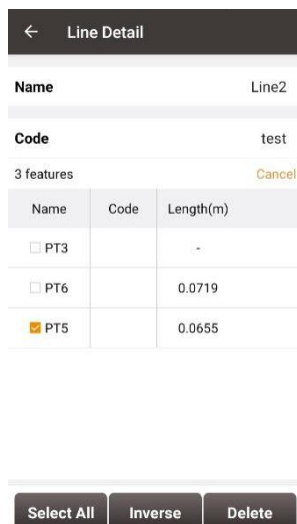 Line Detail
Name Line2
Code test
3 features Cancel
Name Code Length(m)
PT3 -
PT6 0.0719
PT5 0.0655
Select All Inverse Delete